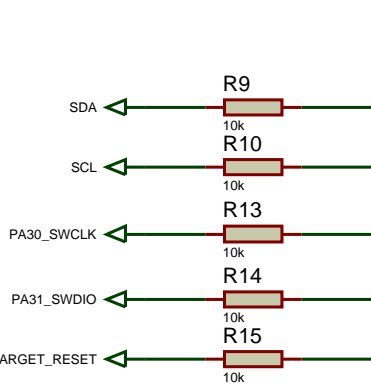 R9
SDA
10k
R10
SCL
10k
R13
PA30_SWCLK
10k
R14
PA31_SWDIO
10k
R15
ARGET_RESET
10k